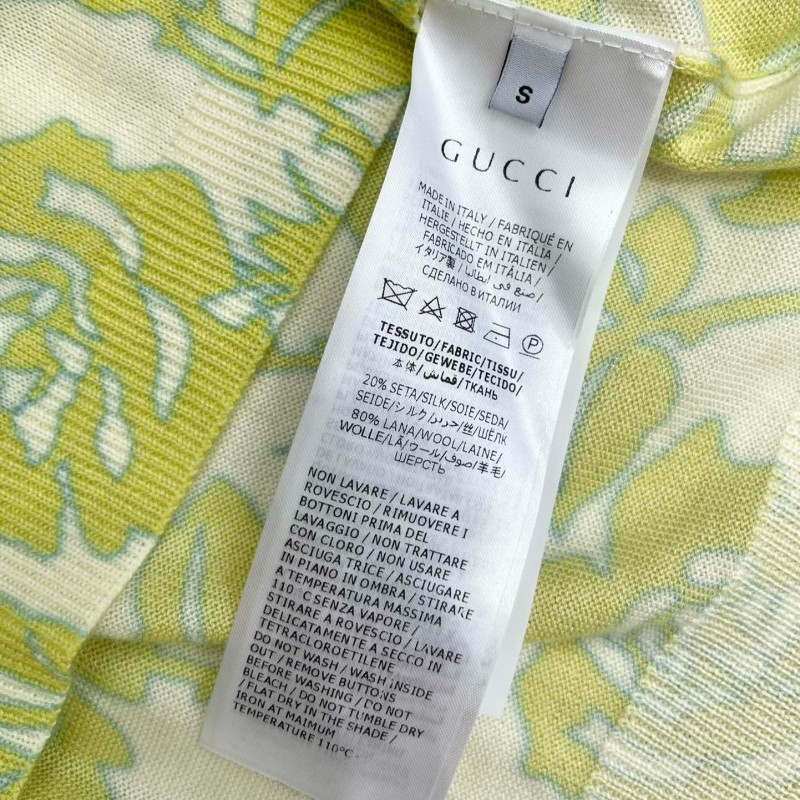 S
GUCCI
MADE IN ITALY / FABRIQUÉ EN
ITALIE / HECHO EN ITALIA /
HERGESTELLT IN ITALIEN /
FABRICADO EM ITÁLIA /
イタリア製 / صنع في إيطاليا /
СДЕЛАНО В ИТАЛИИ
P
TESSUTO/FABRIC/TISSU/
TEJIDO/GEWEBE/TECIDO/
本体/قماش/ТКАНЬ
20% SETA/SILK/SOIE/SEDA/
SEIDE/シルク/حرير/丝/ШЁЛК
80% LANA/WOOL/LAINE/
WOLLE/LÃ/ウール/صوف/羊毛/
ШЕРСТЬ
NON LAVARE / LAVARE A
ROVESCIO / RIMUOVERE I
BOTTONI PRIMA DEL
LAVAGGIO / NON TRATTARE
CON CLORO / NON USARE
ASCIUGA TRICE / ASCIUGARE
IN PIANO IN OMBRA / STIRARE
A TEMPERATURA MASSIMA
110°C SENZA VAPORE /
STIRARE A ROVESCIO / LAVARE
DELICATAMENTE A SECCO IN
TETRACLOROETILENE
DO NOT WASH / WASH INSIDE
OUT / REMOVE BUTTONS
BEFORE WASHING / DO NOT
BLEACH / DO NOT TUMBLE DRY
/ FLAT DRY IN THE SHADE /
IRON AT MAIMUM
TEMPERATURE 110°C